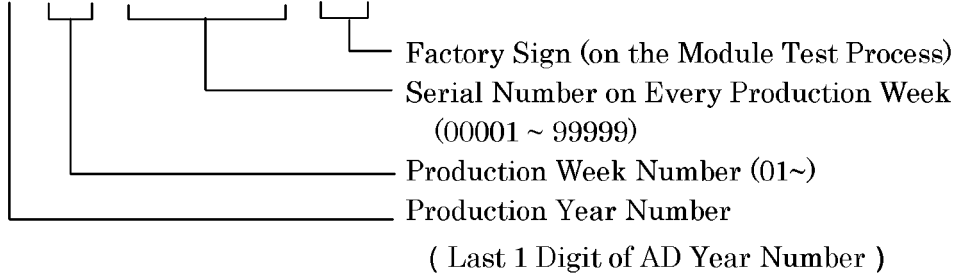 Factory Sign (on the Module Test Process)
Serial Number on Every Production Week
(00001 ~ 99999)
Production Week Number (01~)
Production Year Number
( Last 1 Digit of AD Year Number )